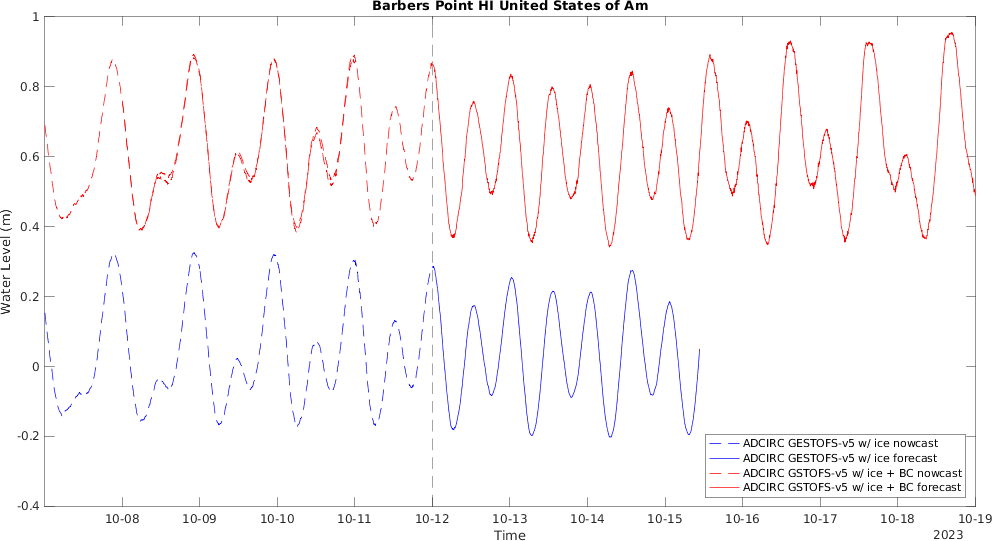 Barbers Point HI United States of Am
Water Level (m)
1
0.8
0.6
0.4
0.2
0
-0.2
-0.4
ADCIRC GESTOFS-v5 w/ ice nowcast
ADCIRC GESTOFS-v5 w/ ice forecast
ADCIRC GSTOFS-v5 w/ ice + BC nowcast
ADCIRC GSTOFS-v5 w/ ice + BC forecast
10-08 10-09 10-10 10-11 10-12 10-13 10-14 10-15 10-16 10-17 10-18 10-19
Time
2023